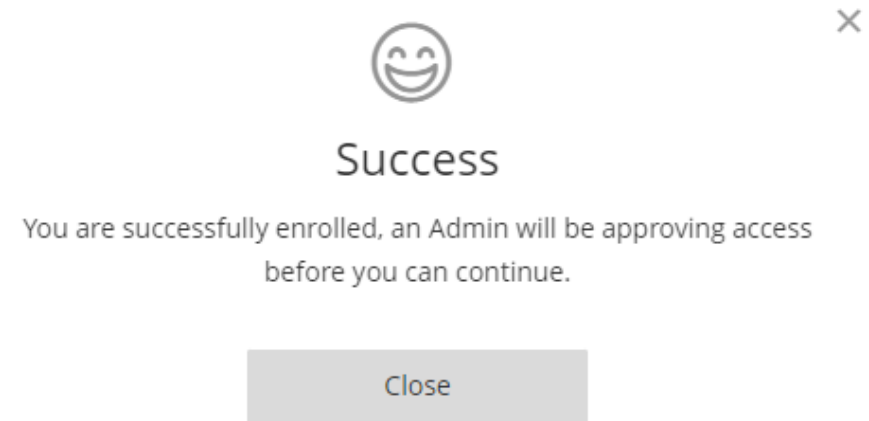 Success
You are successfully enrolled, an Admin will be approving access
before you can continue.
Close